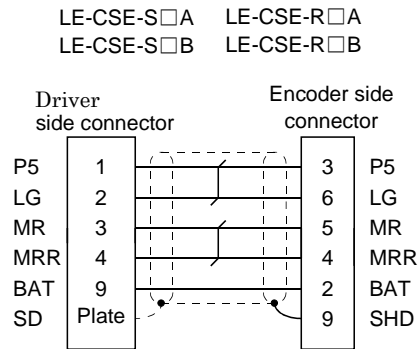 LE-CSE-S□A LE-CSE-R□A
LE-CSE-S□B LE-CSE-R□B
Driver side connector
Encoder side connector
P5 1 3 P5
LG 2 6 LG
MR 3 5 MR
MRR 4 4 MRR
BAT 9 2 BAT
SD Plate 9 SHD